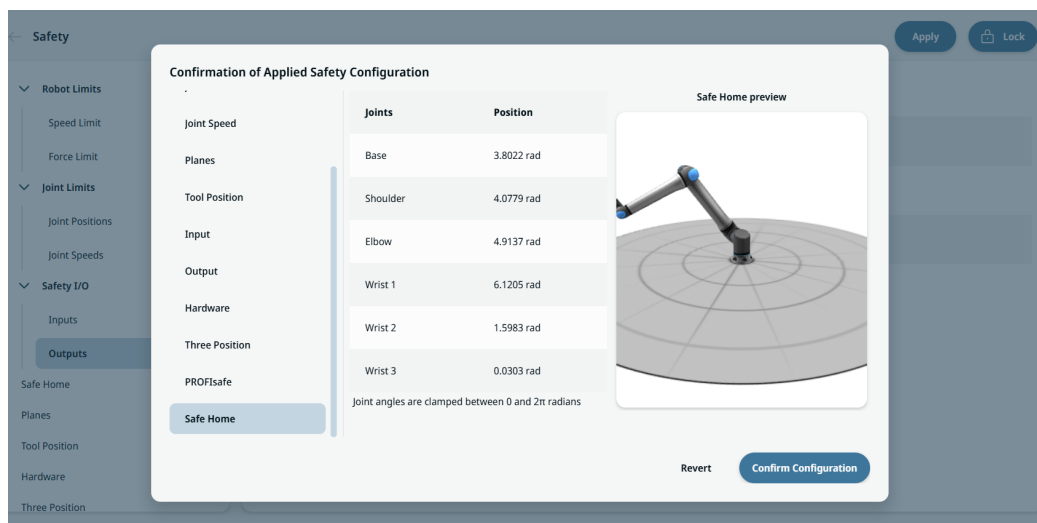 Safety
Apply
Lock
Robot Limits
Speed Limit
Force Limit
Joint Limits
Joint Positions
Joint Speeds
Safety I/O
Inputs
Outputs
Safe Home
Planes
Tool Position
Hardware
Three Position
Confirmation of Applied Safety Configuration
Joint Speed
Planes
Tool Position
Input
Output
Hardware
Three Position
PROFIsafe
Safe Home
Joints Position
Base 3.8022 rad
Shoulder 4.0779 rad
Elbow 4.9137 rad
Wrist 1 6.1205 rad
Wrist 2 1.5983 rad
Wrist 3 0.0303 rad
Joint angles are clamped between 0 and 2π radians
Safe Home preview
Revert
Confirm Configuration